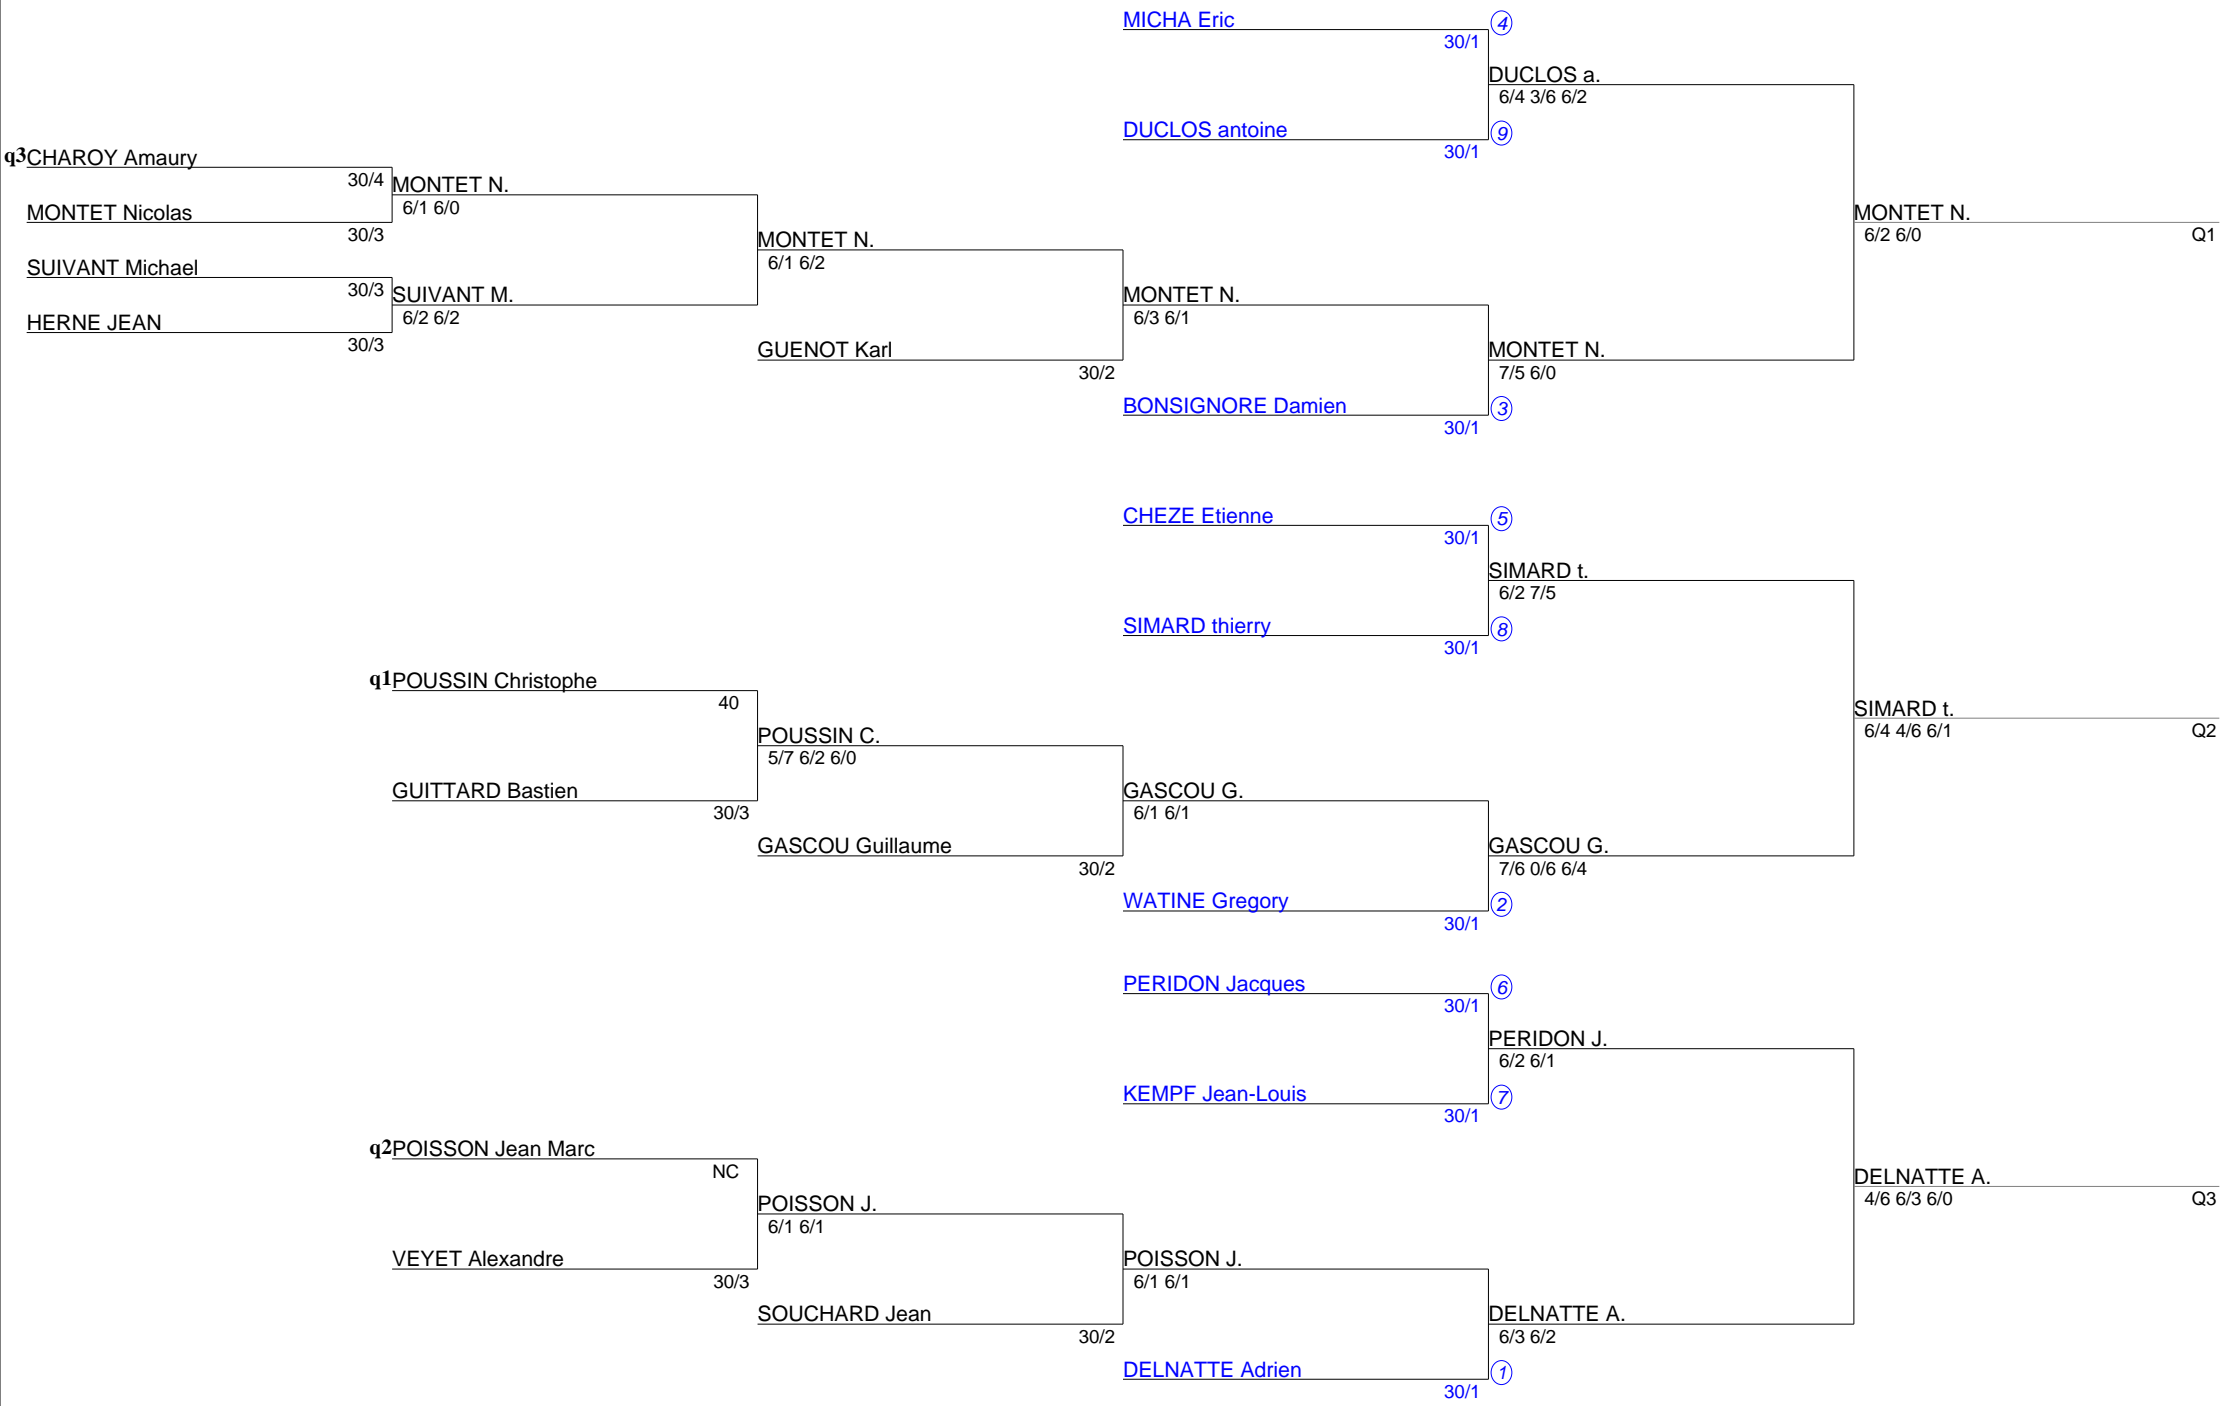 MICHA Eric
4
30/1
DUCLOS a.
6/4 3/6 6/2
DUCLOS antoine
9
30/1
q3 CHAROY Amaury
30/4
MONTET N.
6/1 6/0
MONTET Nicolas
30/3
MONTET N.
6/2 6/0
Q1
MONTET N.
6/1 6/2
SUIVANT Michael
30/3
SUIVANT M.
6/2 6/2
MONTET N.
6/3 6/1
HERNE JEAN
30/3
GUENOT Karl
30/2
MONTET N.
7/5 6/0
BONSIGNORE Damien
3
30/1
CHEZE Etienne
5
30/1
SIMARD t.
6/2 7/5
SIMARD thierry
8
30/1
q1 POUSSIN Christophe
40
SIMARD t.
6/4 4/6 6/1
Q2
POUSSIN C.
5/7 6/2 6/0
GUITTARD Bastien
30/3
GASCOU G.
6/1 6/1
GASCOU Guillaume
30/2
GASCOU G.
7/6 0/6 6/4
WATINE Gregory
2
30/1
PERIDON Jacques
6
30/1
PERIDON J.
6/2 6/1
KEMPF Jean-Louis
7
30/1
q2 POISSON Jean Marc
NC
DELNATTE A.
4/6 6/3 6/0
Q3
POISSON J.
6/1 6/1
VEYET Alexandre
30/3
POISSON J.
6/1 6/1
SOUCHARD Jean
30/2
DELNATTE A.
6/3 6/2
DELNATTE Adrien
1
30/1